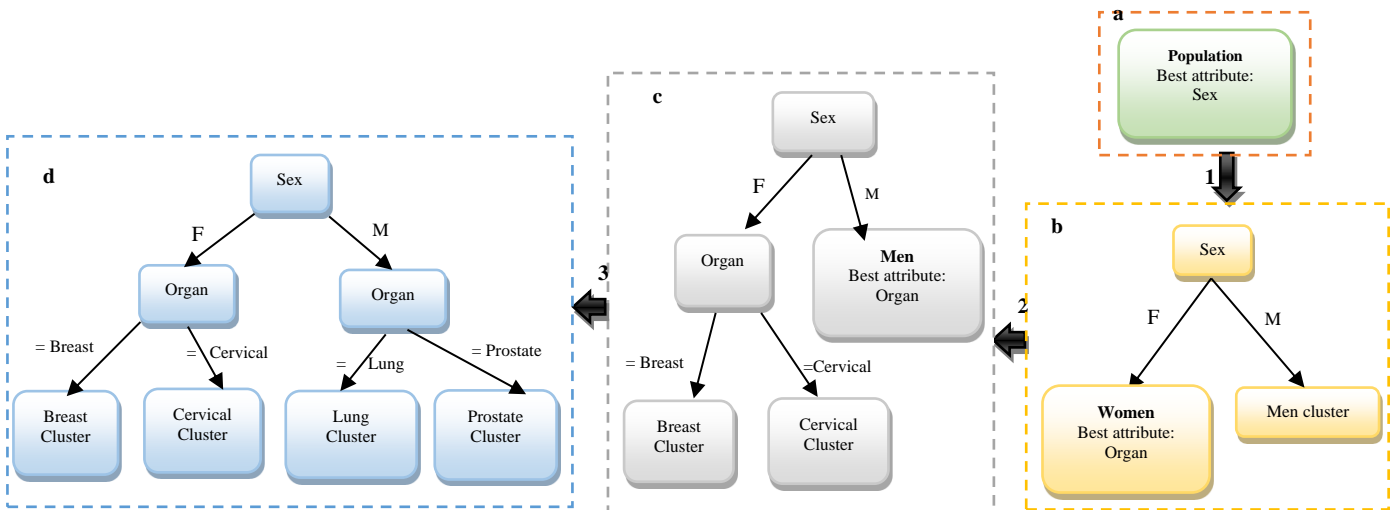 a
Population
Best attribute:
Sex
1
b
Sex
F
M
Women
Best attribute:
Organ
Men cluster
2
c
Sex
F
M
Organ
Men
Best attribute:
Organ
= Breast
=Cervical
Breast
Cluster
Cervical
Cluster
3
d
Sex
F
M
Organ
Organ
= Breast
= Cervical
= Lung
= Prostate
Breast
Cluster
Cervical
Cluster
Lung
Cluster
Prostate
Cluster